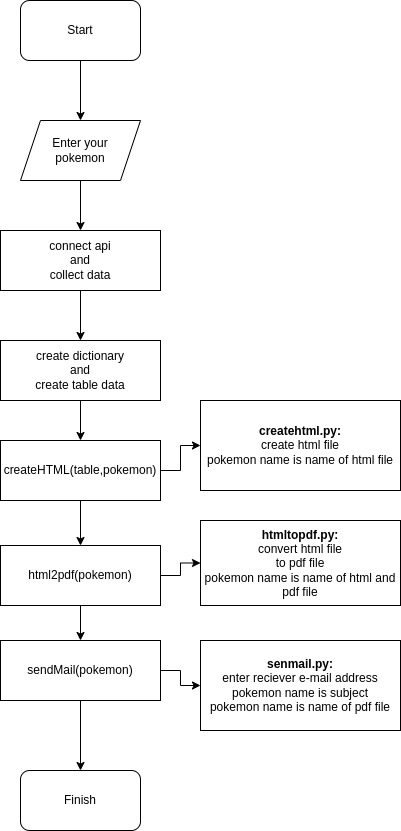 Start
Enter your
pokemon
connect api
and
collect data
create dictionary
and
create table data
createHTML(table,pokemon)
createhtml.py:
create html file
pokemon name is name of html file
html2pdf(pokemon)
htmltopdf.py:
convert html file
to pdf file
pokemon name is name of html and
pdf file
sendMail(pokemon)
senmail.py:
enter reciever e-mail address
pokemon name is subject
pokemon name is name of pdf file
Finish